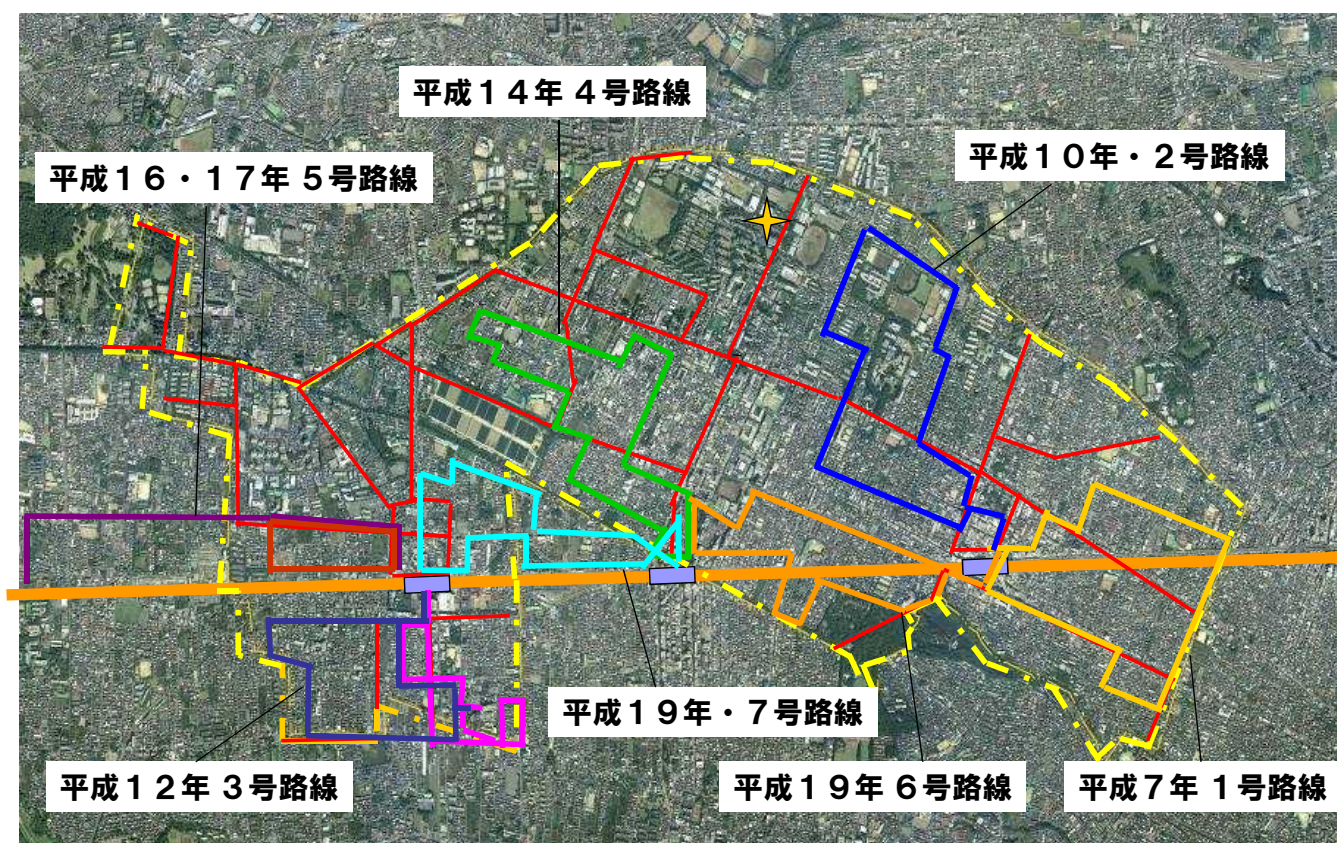 平成１４年 ４号路線
平成１０年・２号路線
平成１６・１７年 ５号路線
平成１９年・７号路線
平成１２年 ３号路線
平成１９年 ６号路線
平成７年 １号路線